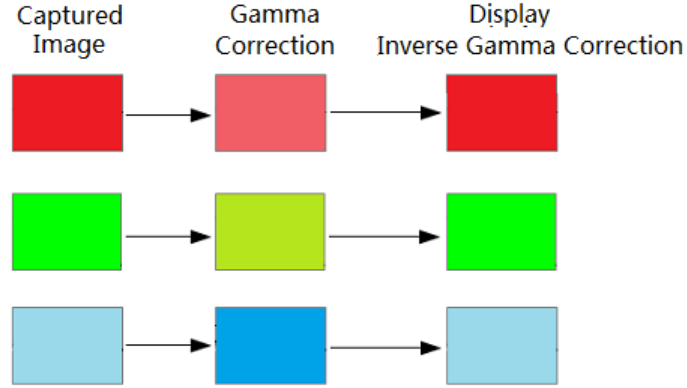 Captured
Image
Gamma
Correction
Display
Inverse Gamma Correction